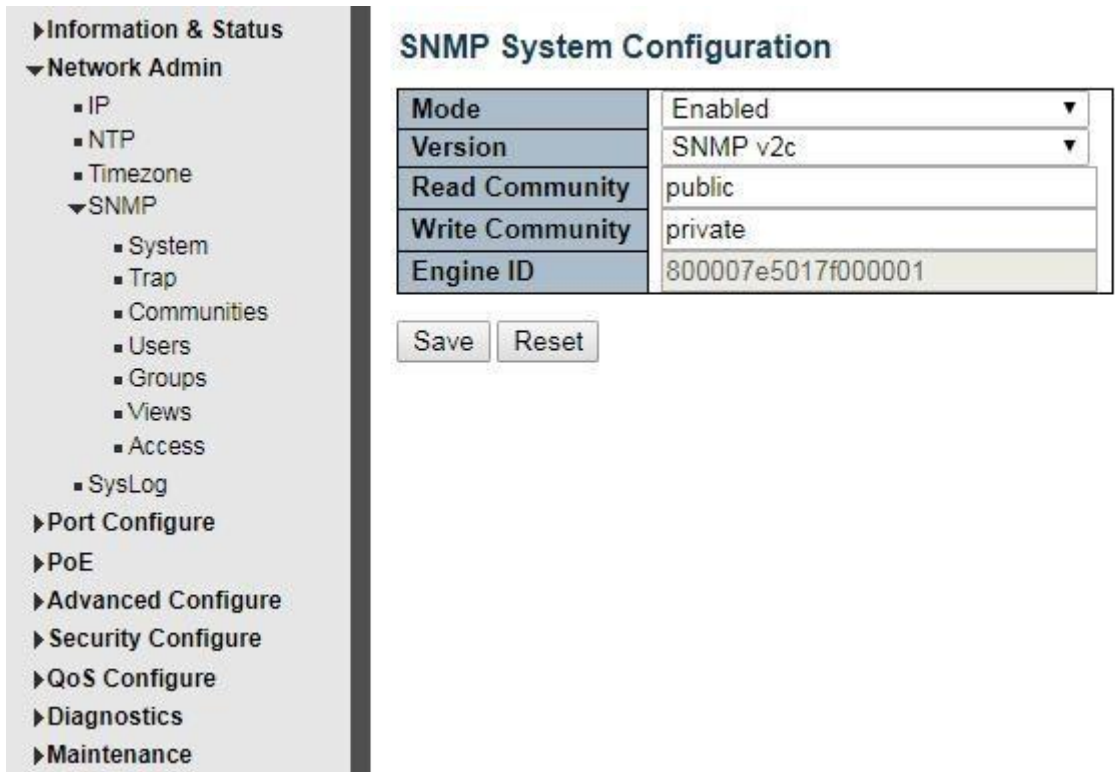 Information & Status
Network Admin
IP
NTP
Timezone
SNMP
System
Trap
Communities
Users
Groups
Views
Access
SysLog
Port Configure
PoE
Advanced Configure
Security Configure
QoS Configure
Diagnostics
Maintenance
SNMP System Configuration
Mode Enabled
Version SNMP v2c
Read Community public
Write Community private
Engine ID 800007e5017f000001
Save Reset